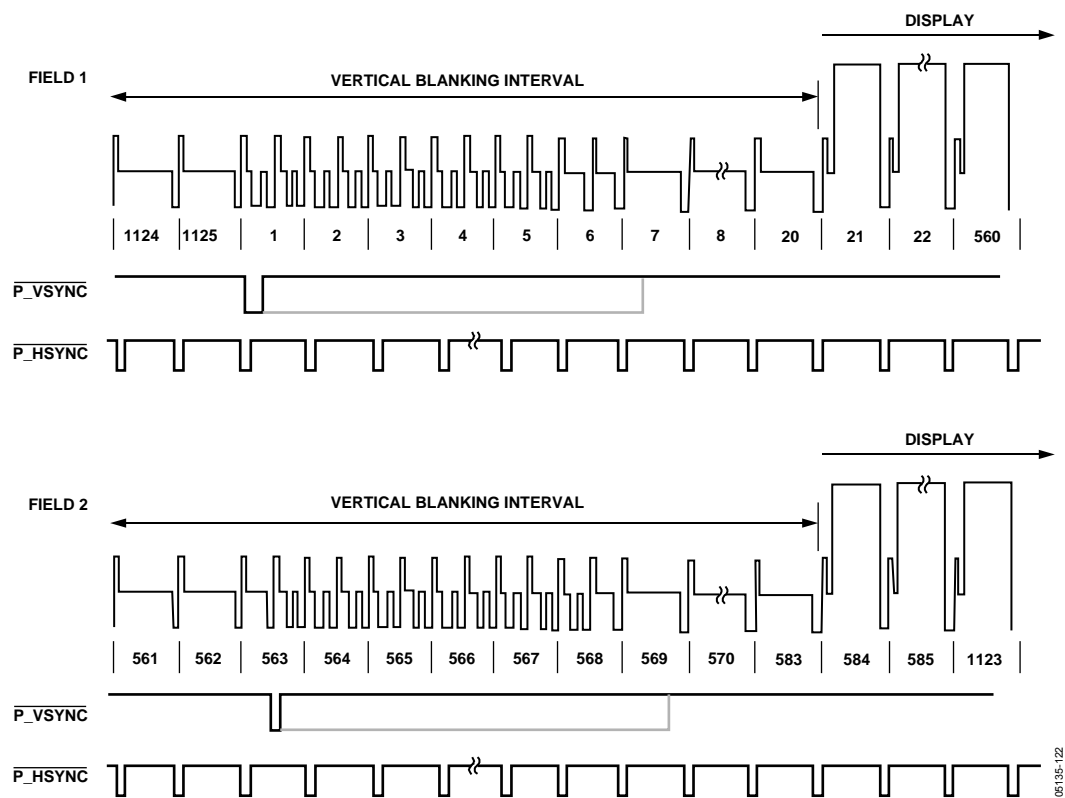 DISPLAY
FIELD 1
VERTICAL BLANKING INTERVAL
1124 1125 1 2 3 4 5 6 7 8 20 21 22 560
P_VSYNC
P_HSYNC
DISPLAY
FIELD 2
VERTICAL BLANKING INTERVAL
561 562 563 564 565 566 567 568 569 570 583 584 585 1123
P_VSYNC
P_HSYNC
05135-122